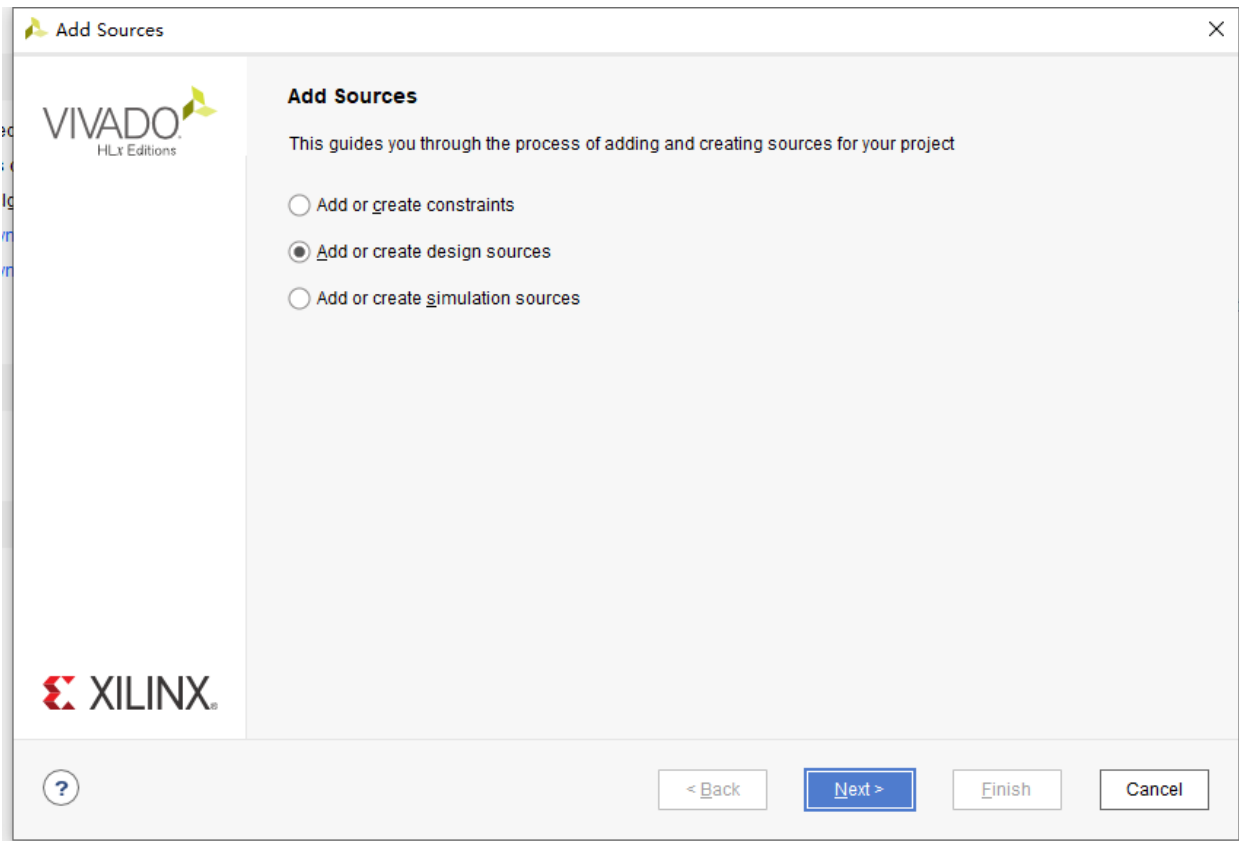 Add Sources
VIVADO
HLx Editions
Add Sources
This guides you through the process of adding and creating sources for your project
Add or create constraints
Add or create design sources
Add or create simulation sources
XILINX
?
< Back
Next >
Finish
Cancel